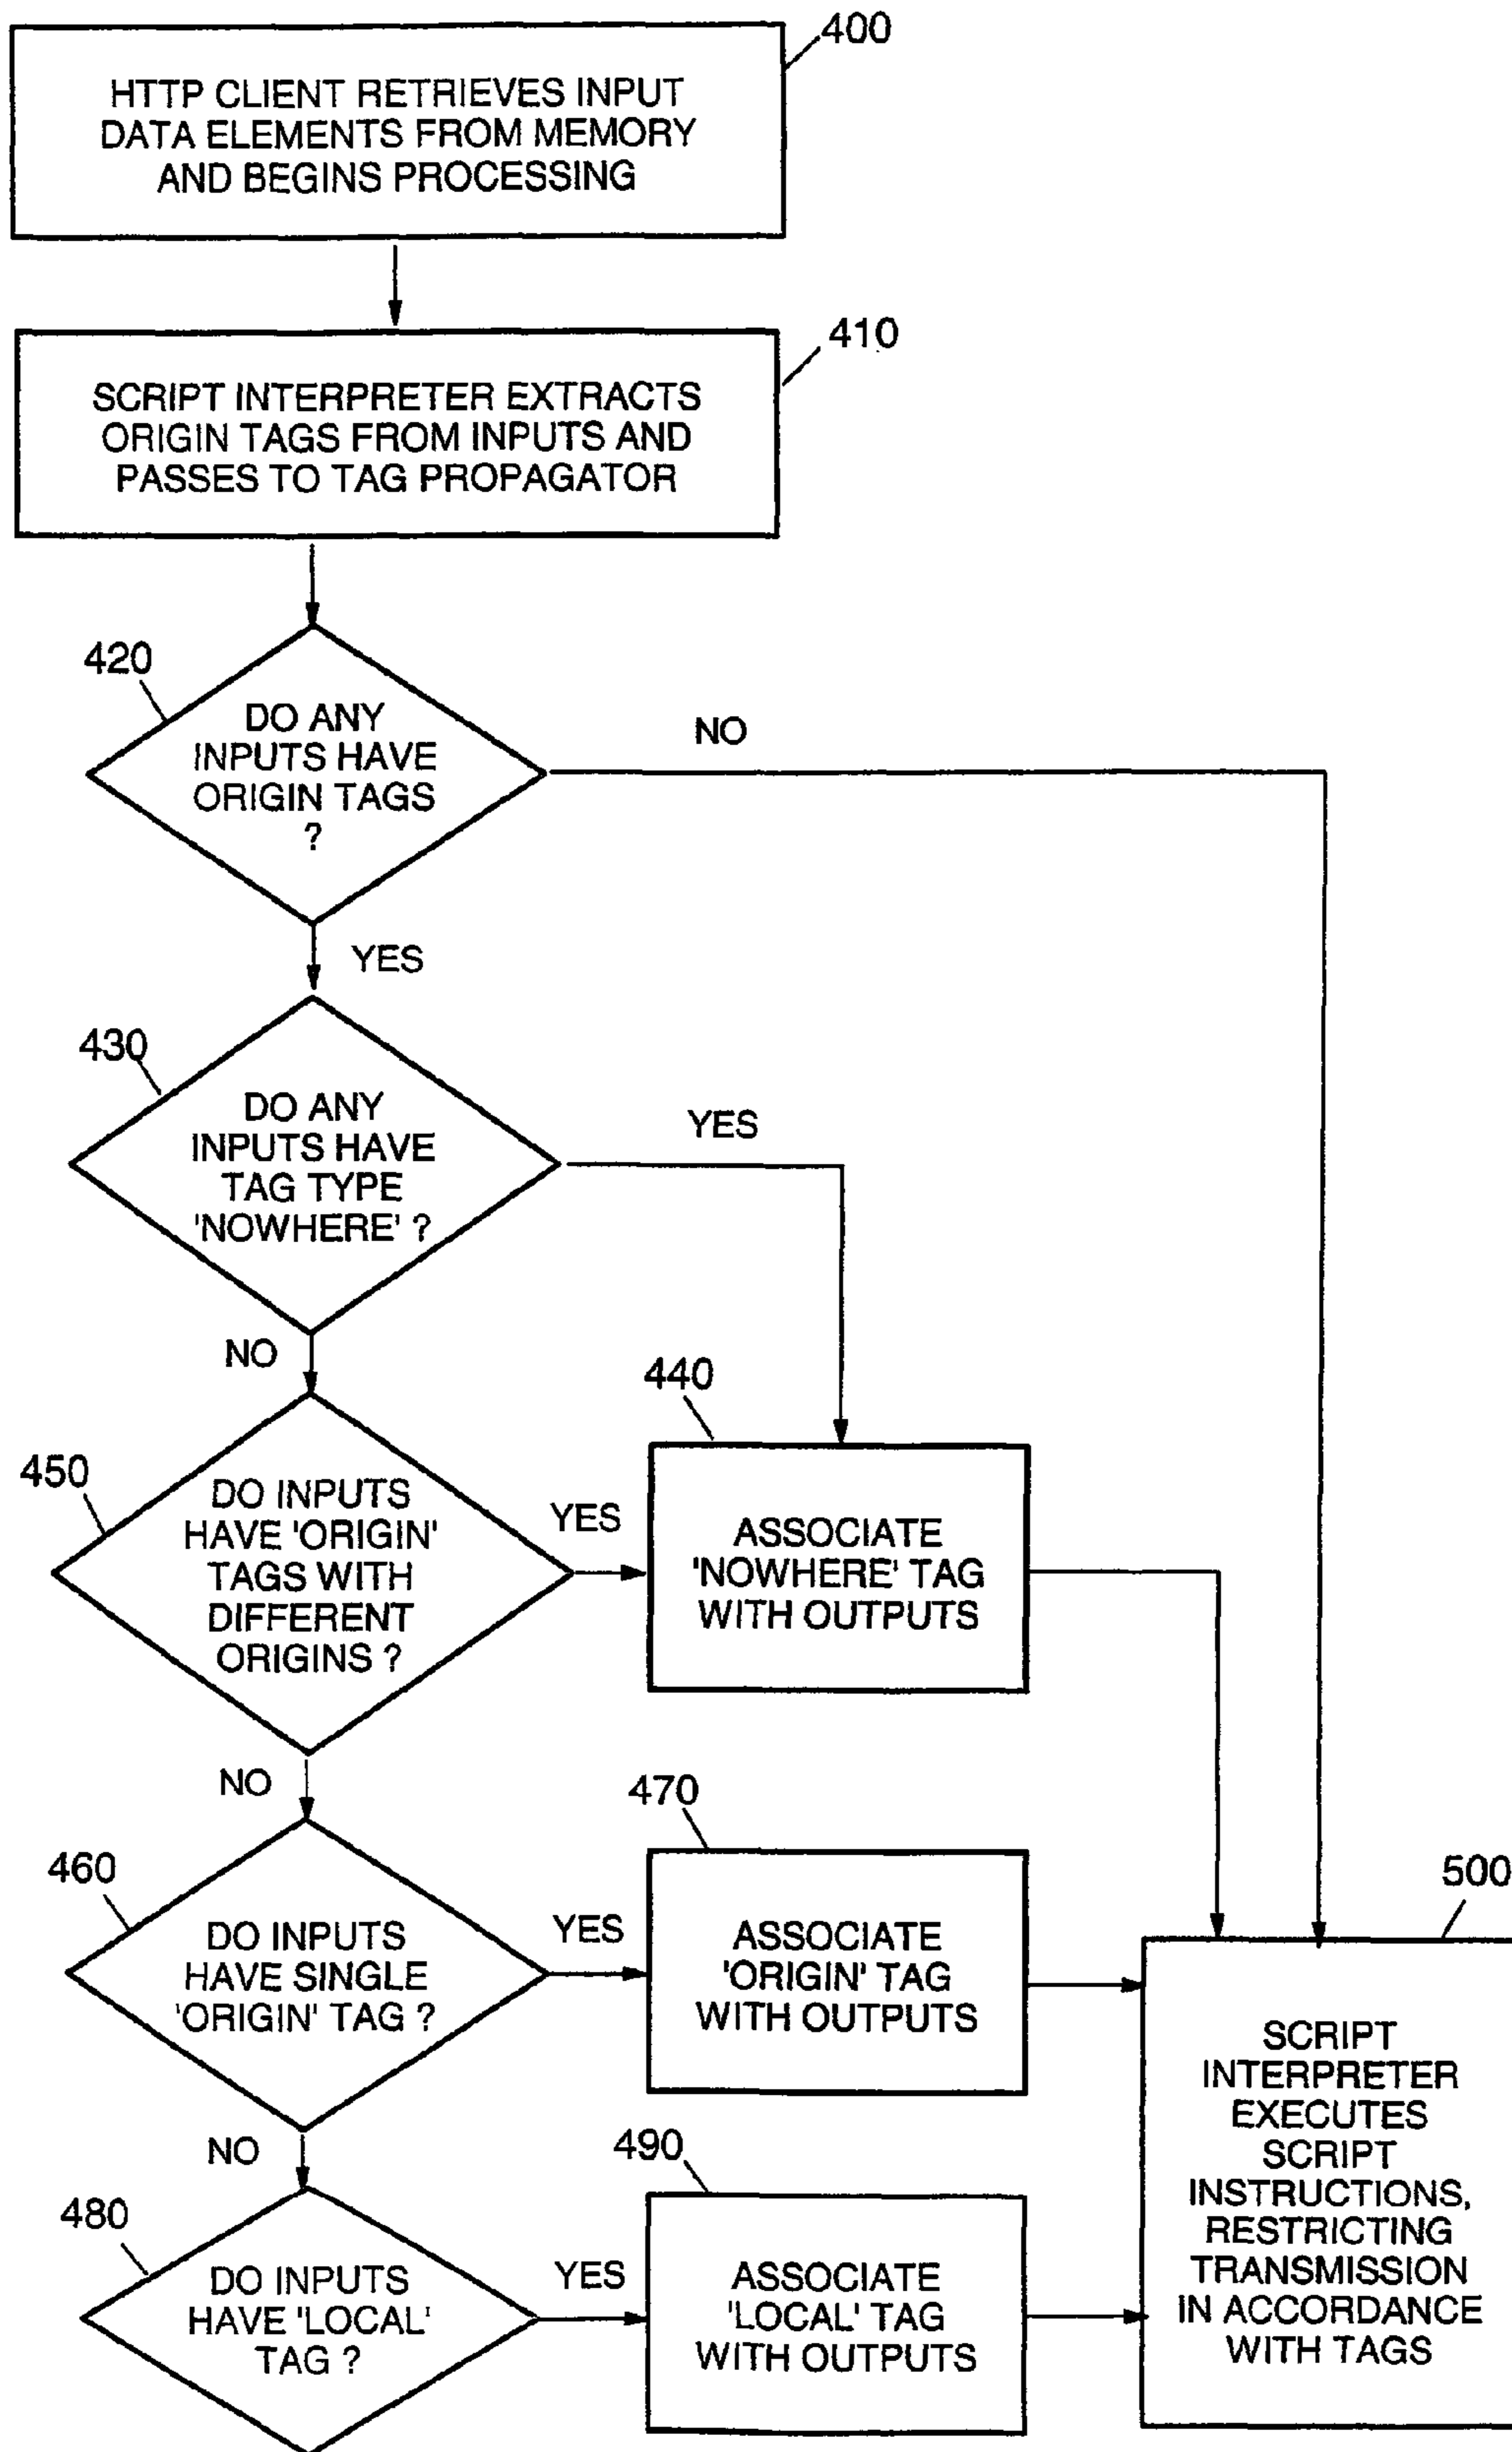 400
HTTP CLIENT RETRIEVES INPUT
DATA ELEMENTS FROM MEMORY
AND BEGINS PROCESSING
410
SCRIPT INTERPRETER EXTRACTS
ORIGIN TAGS FROM INPUTS AND
PASSES TO TAG PROPAGATOR
420
DO ANY
INPUTS HAVE
ORIGIN TAGS
?
NO
YES
430
DO ANY
INPUTS HAVE
TAG TYPE
'NOWHERE' ?
YES
NO
440
ASSOCIATE
'NOWHERE' TAG
WITH OUTPUTS
450
DO INPUTS
HAVE 'ORIGIN'
TAGS WITH
DIFFERENT
ORIGINS ?
YES
NO
460
DO INPUTS
HAVE SINGLE
'ORIGIN' TAG ?
YES
470
ASSOCIATE
'ORIGIN' TAG
WITH OUTPUTS
NO
480
DO INPUTS
HAVE 'LOCAL'
TAG ?
YES
490
ASSOCIATE
'LOCAL' TAG
WITH OUTPUTS
500
SCRIPT
INTERPRETER
EXECUTES
SCRIPT
INSTRUCTIONS,
RESTRICTING
TRANSMISSION
IN ACCORDANCE
WITH TAGS